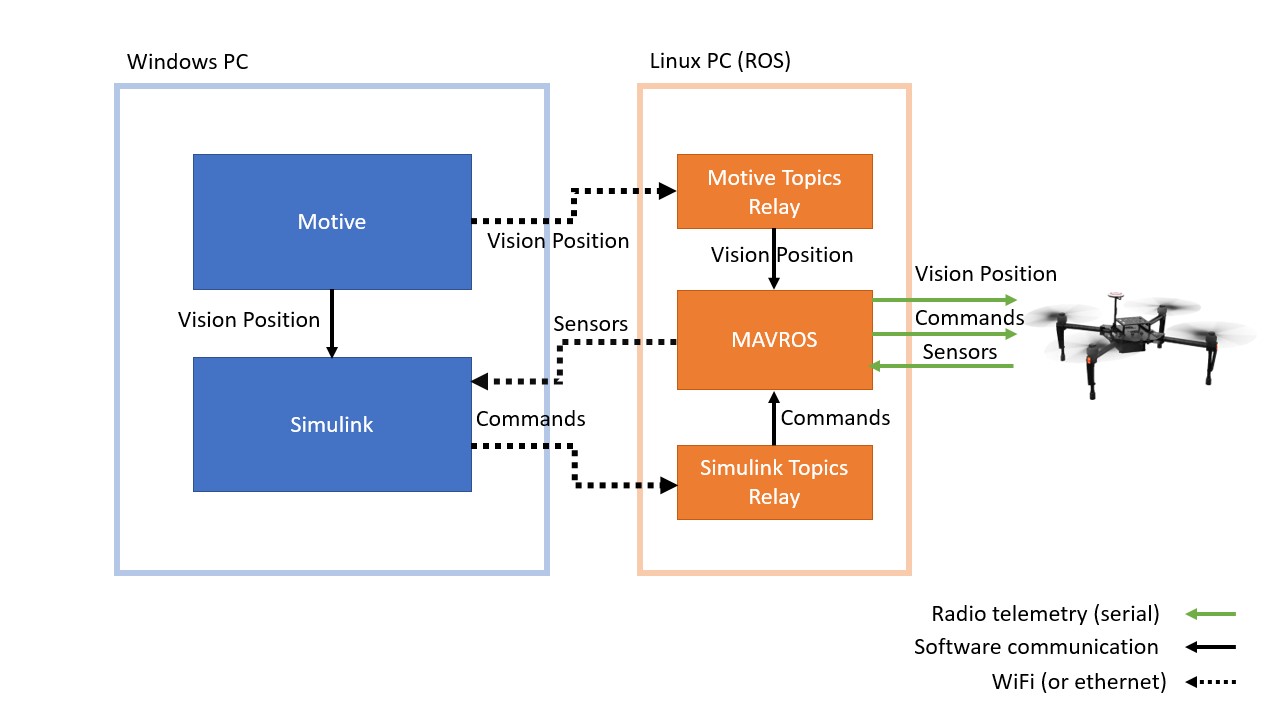 Windows PC
Linux PC (ROS)
Motive
Vision Position
Motive Topics
Relay
Vision Position
Vision Position
Simulink
Sensors
Commands
MAVROS
Commands
Simulink Topics
Relay
Vision Position
Commands
Sensors
Radio telemetry (serial)
Software communication
WiFi (or ethernet)